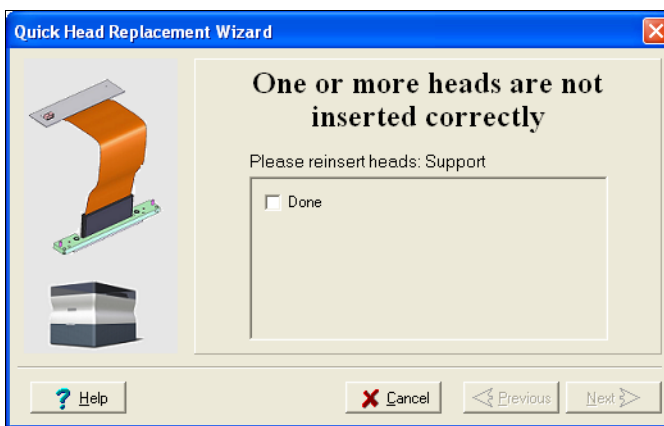 Quick Head Replacement Wizard
One or more heads are not
inserted correctly
Please reinsert heads: Support
Done
Help
Cancel
Previous
Next